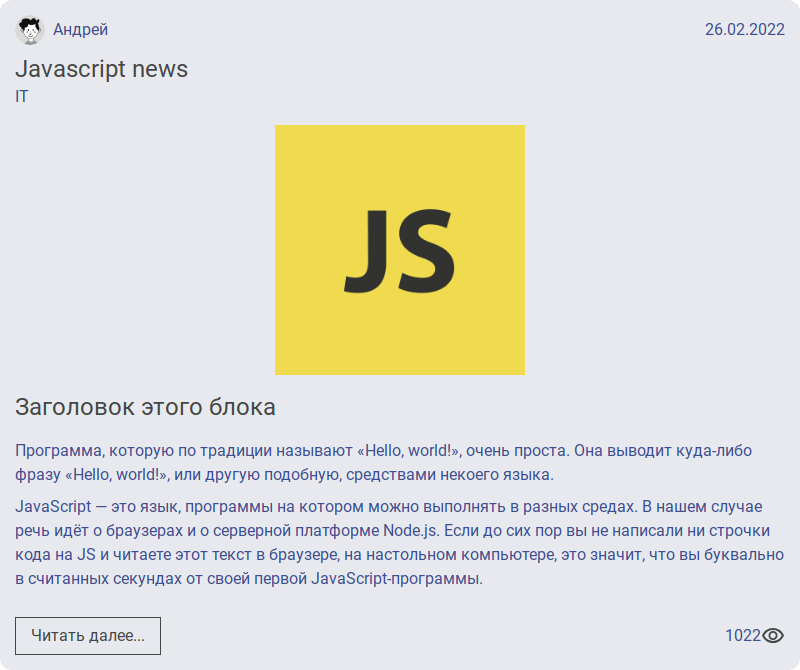 Андрей
26.02.2022
Javascript news
IT
JS
Заголовок этого блока
Программа, которую по традиции называют «Hello, world!», очень проста. Она выводит куда-либо
фразу «Hello, world!», или другую подобную, средствами некоего языка.
JavaScript — это язык, программы на котором можно выполнять в разных средах. В нашем случае
речь идёт о браузерах и о серверной платформе Node.js. Если до сих пор вы не написали ни строчки
кода на JS и читаете этот текст в браузере, на настольном компьютере, это значит, что вы буквально
в считанных секундах от своей первой JavaScript-программы.
Читать далее...
1022